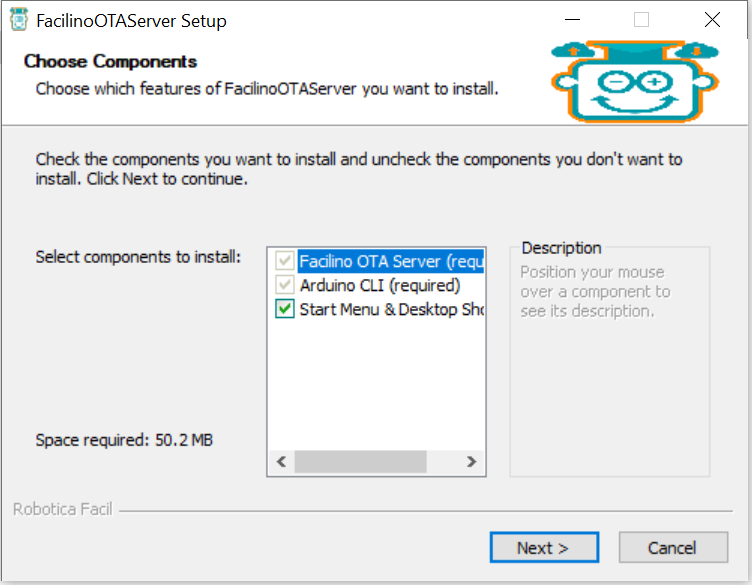 FacilinoOTAServer Setup
Choose Components
Choose which features of FacilinoOTAServer you want to install.
Check the components you want to install and uncheck the components you don't want to
install. Click Next to continue.
Select components to install:
Facilino OTA Server (requ
Arduino CLI (required)
Start Menu & Desktop Sho
Description
Position your mouse
over a component to
see its description.
Space required: 50.2 MB
Robotica Facil
Next >
Cancel